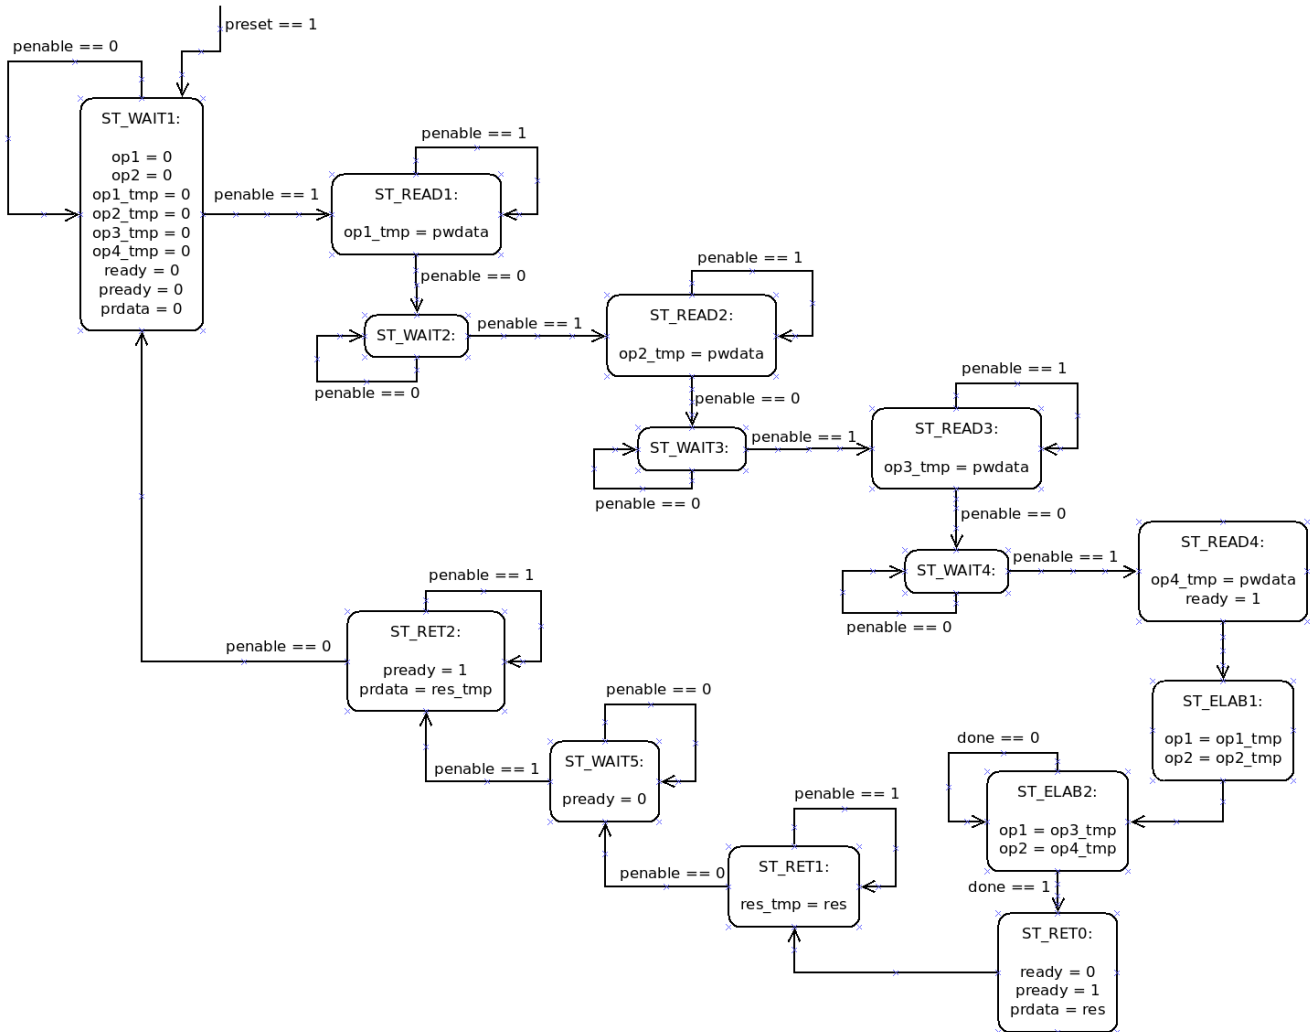 preset == 1
penable == 0
ST_WAIT1:
op1 = 0
op2 = 0
op1_tmp = 0
op2_tmp = 0
op3_tmp = 0
op4_tmp = 0
ready = 0
pready = 0
prdata = 0
penable == 1
penable == 1
ST_READ1:
op1_tmp = pwdata
penable == 0
ST_WAIT2:
penable == 0
penable == 1
penable == 1
ST_READ2:
op2_tmp = pwdata
penable == 0
ST_WAIT3:
penable == 0
penable == 1
penable == 1
ST_READ3:
op3_tmp = pwdata
penable == 0
ST_WAIT4:
penable == 0
penable == 1
ST_READ4:
op4_tmp = pwdata
ready = 1
ST_ELAB1:
op1 = op1_tmp
op2 = op2_tmp
done == 0
ST_ELAB2:
op1 = op3_tmp
op2 = op4_tmp
done == 1
ST_RET0:
ready = 0
pready = 1
prdata = res
penable == 1
ST_RET1:
res_tmp = res
penable == 0
penable == 0
ST_WAIT5:
pready = 0
penable == 1
penable == 1
ST_RET2:
pready = 1
prdata = res_tmp
penable == 0